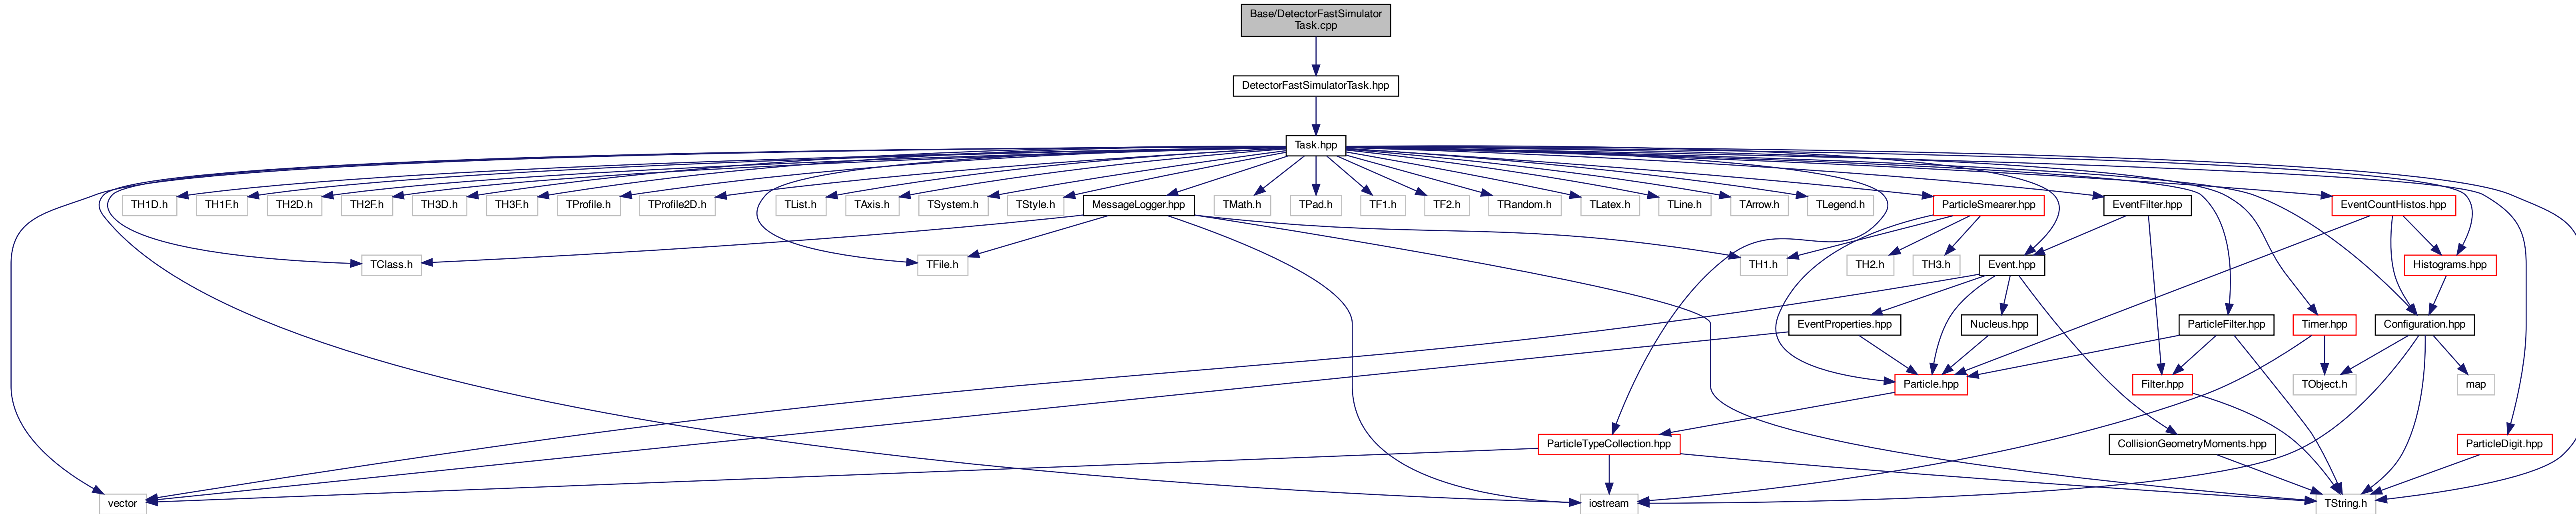 Base/DetectorFastSimulator
Task.cpp
DetectorFastSimulatorTask.hpp
Task.hpp
TH1D.h
TH1F.h
TH2D.h
TH2F.h
TH3D.h
TH3F.h
TProfile.h
TProfile2D.h
TList.h
TAxis.h
TSystem.h
TStyle.h
MessageLogger.hpp
TMath.h
TPad.h
TF1.h
TF2.h
TRandom.h
TLatex.h
TLine.h
TArrow.h
TLegend.h
ParticleSmearer.hpp
EventFilter.hpp
EventCountHistos.hpp
TClass.h
TFile.h
TH1.h
TH2.h
TH3.h
Event.hpp
Histograms.hpp
EventProperties.hpp
Nucleus.hpp
ParticleFilter.hpp
Timer.hpp
Configuration.hpp
Particle.hpp
Filter.hpp
TObject.h
map
ParticleTypeCollection.hpp
CollisionGeometryMoments.hpp
ParticleDigit.hpp
vector
iostream
TString.h